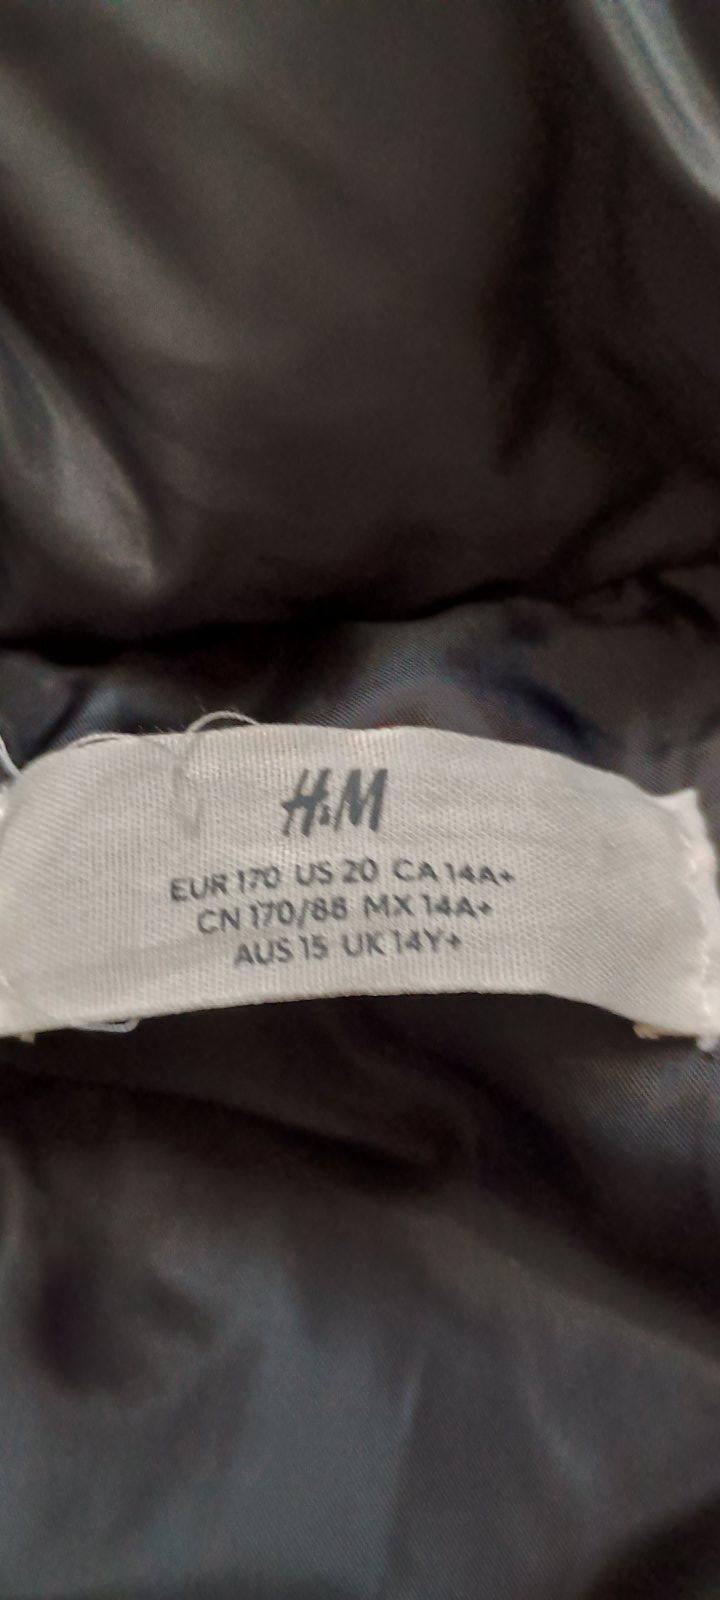 H&M
EUR 170 US 20 CA 14A+
CN 170/88 MX 14A+
AUS 15 UK 14Y+